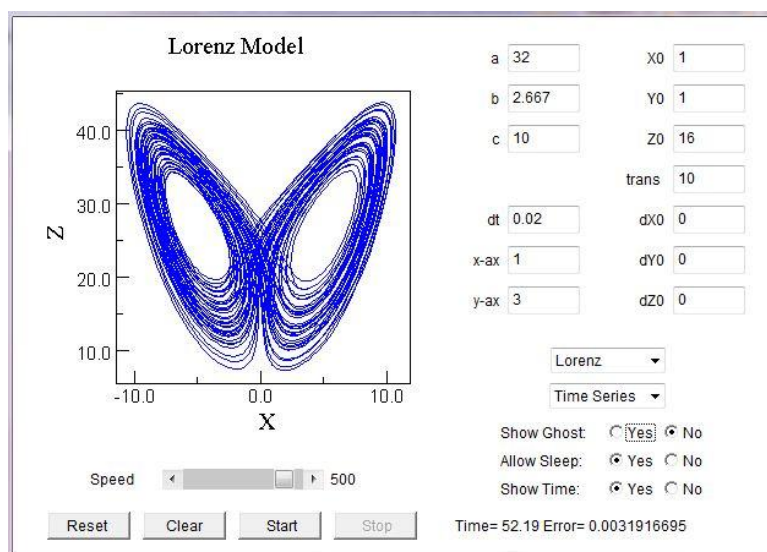 Lorenz Model
40.0
30.0
Z
20.0
10.0
-10.0 0.0 10.0
X
a 32 X0 1
b 2.667 Y0 1
c 10 Z0 16
trans 10
dt 0.02 dX0 0
x-ax 1 dY0 0
y-ax 3 dZ0 0
Lorenz
Time Series
Show Ghost: Yes No
Allow Sleep: Yes No
Show Time: Yes No
Speed 500
Reset Clear Start Stop
Time= 52.19 Error= 0.0031916695